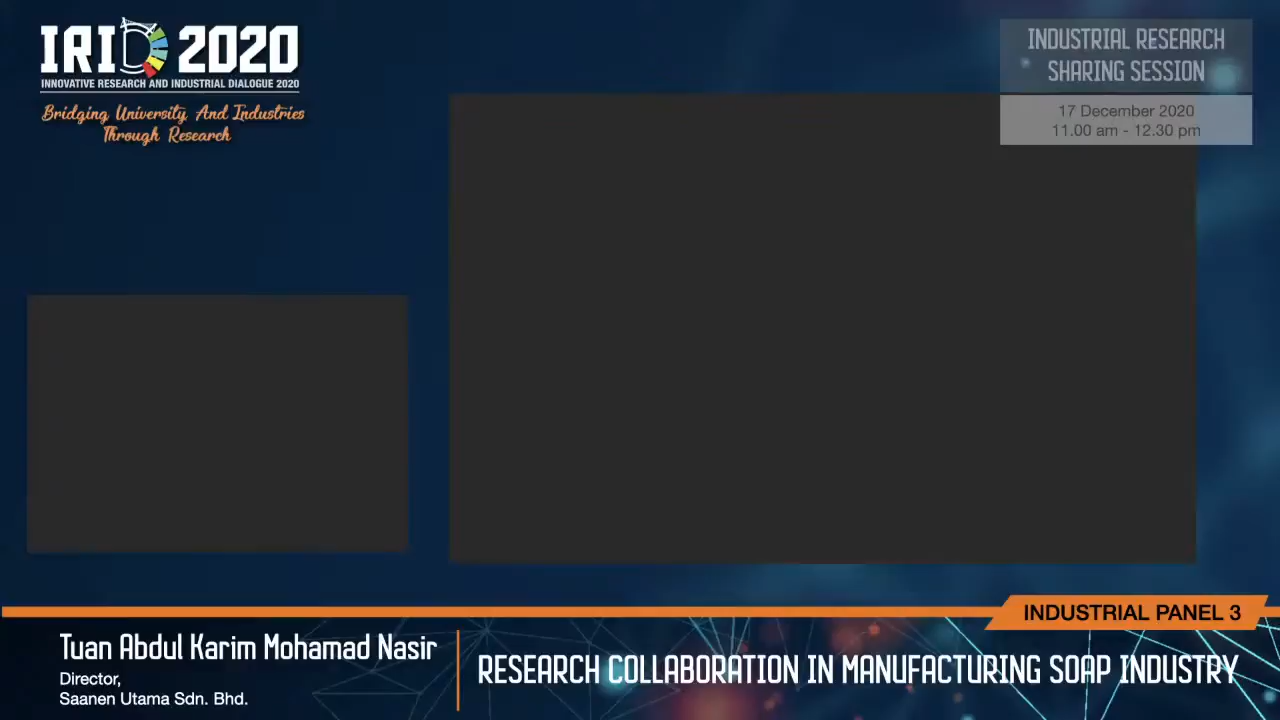 IRID 2020
INNOVATIVE RESEARCH AND INDUSTRIAL DIALOGUE 2020
Bridging University And Industries
Through Research
INDUSTRIAL RESEARCH
SHARING SESSION
17 December 2020
11.00 am - 12.30 pm
INDUSTRIAL PANEL 3
Tuan Abdul Karim Mohamad Nasir
Director,
Saanen Utama Sdn. Bhd.
RESEARCH COLLABORATION IN MANUFACTURING SOAP INDUSTRY